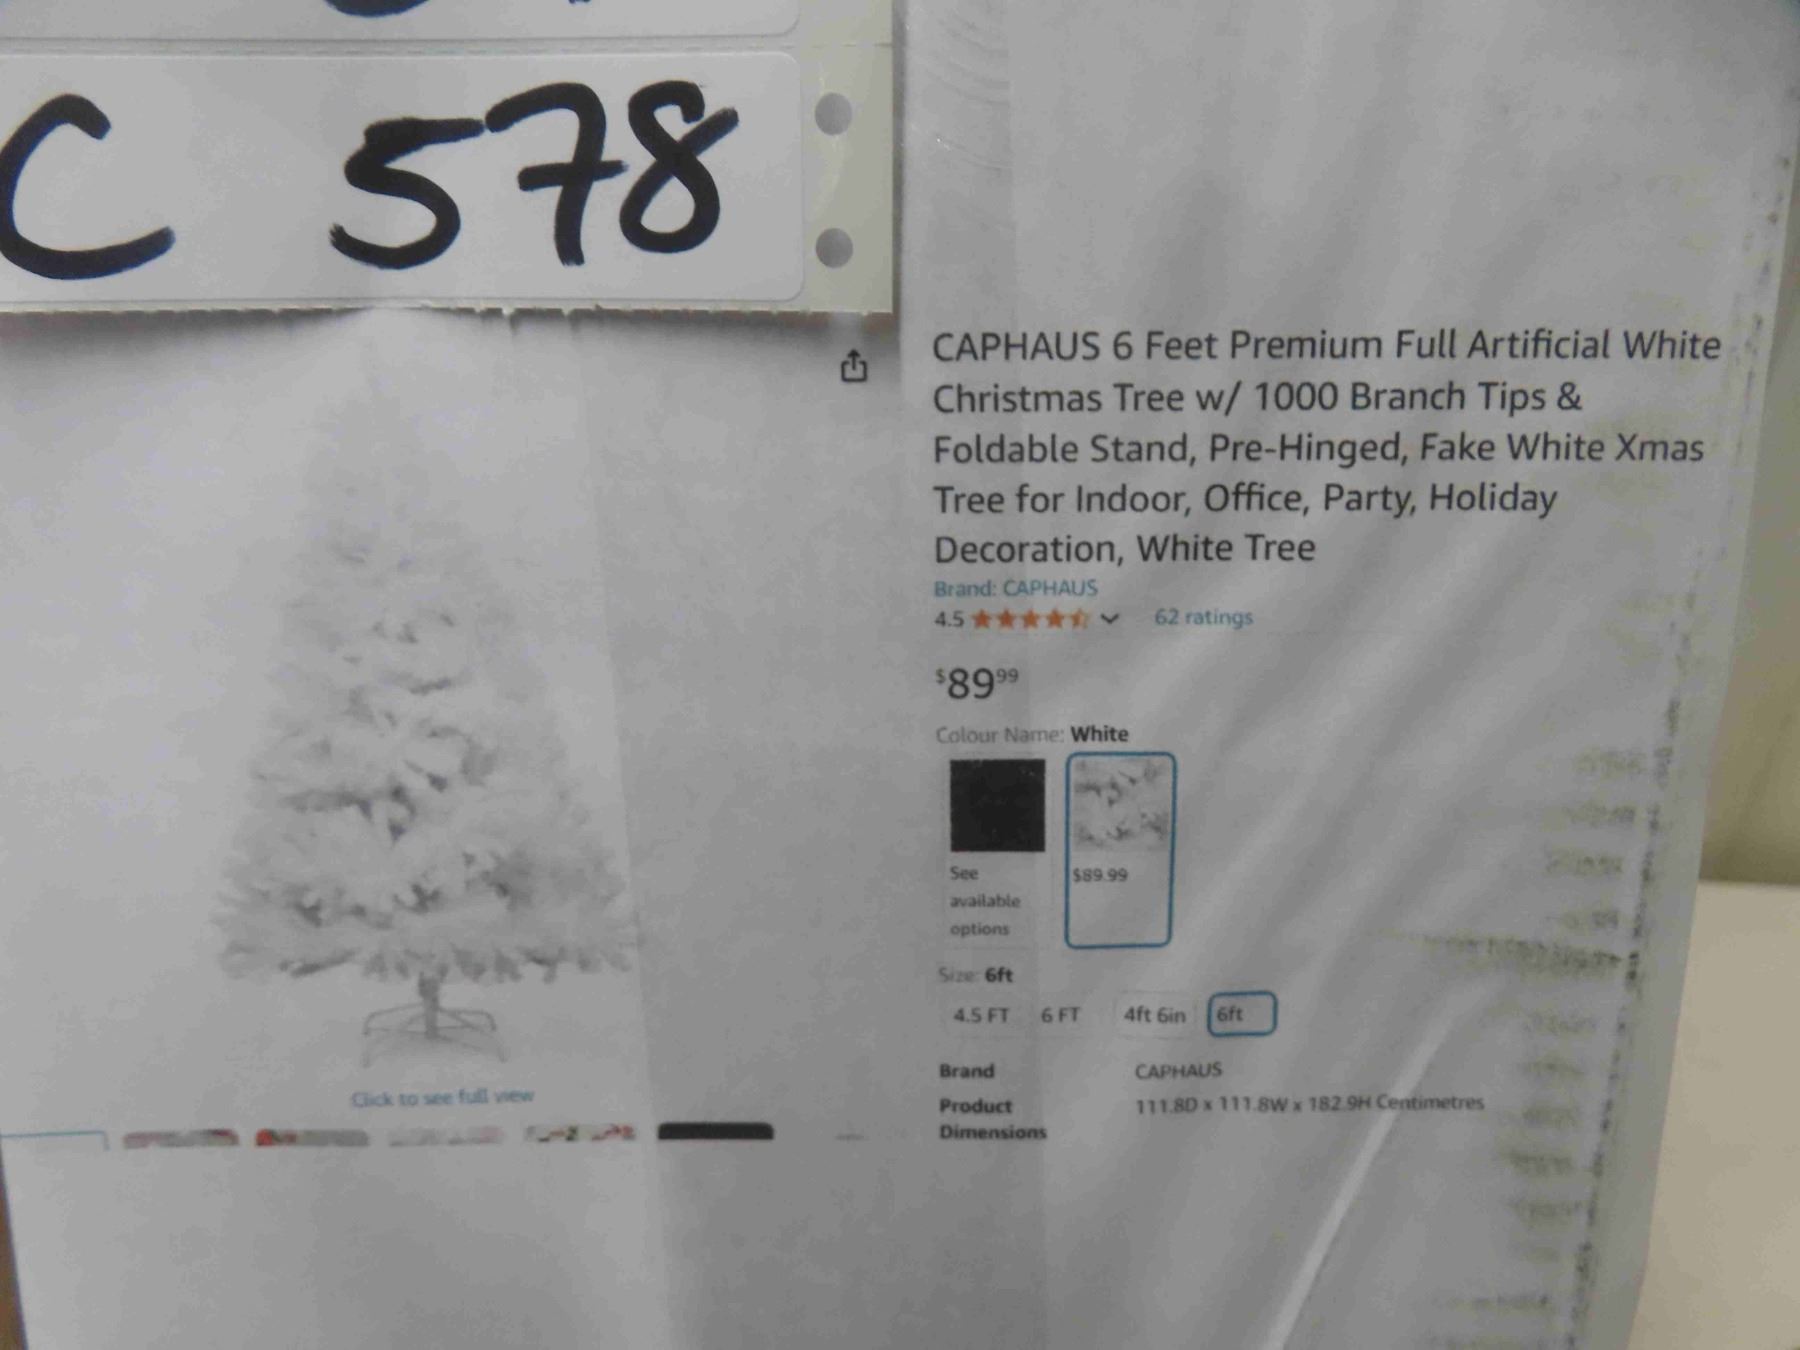 C 578
CAPHAUS 6 Feet Premium Full Artificial White
Christmas Tree w/ 1000 Branch Tips &
Foldable Stand, Pre-Hinged, Fake White Xmas
Tree for Indoor, Office, Party, Holiday
Decoration, White Tree
Brand: CAPHAUS
4.5 62 ratings
$89 99
Colour Name: White
See
available
options
$89.99
Size: 6ft
4.5 FT 6 FT 4ft 6in 6ft
Brand CAPHAUS
Product 111.8D x 111.8W x 182.9H Centimetres
Dimensions
Click to see full view